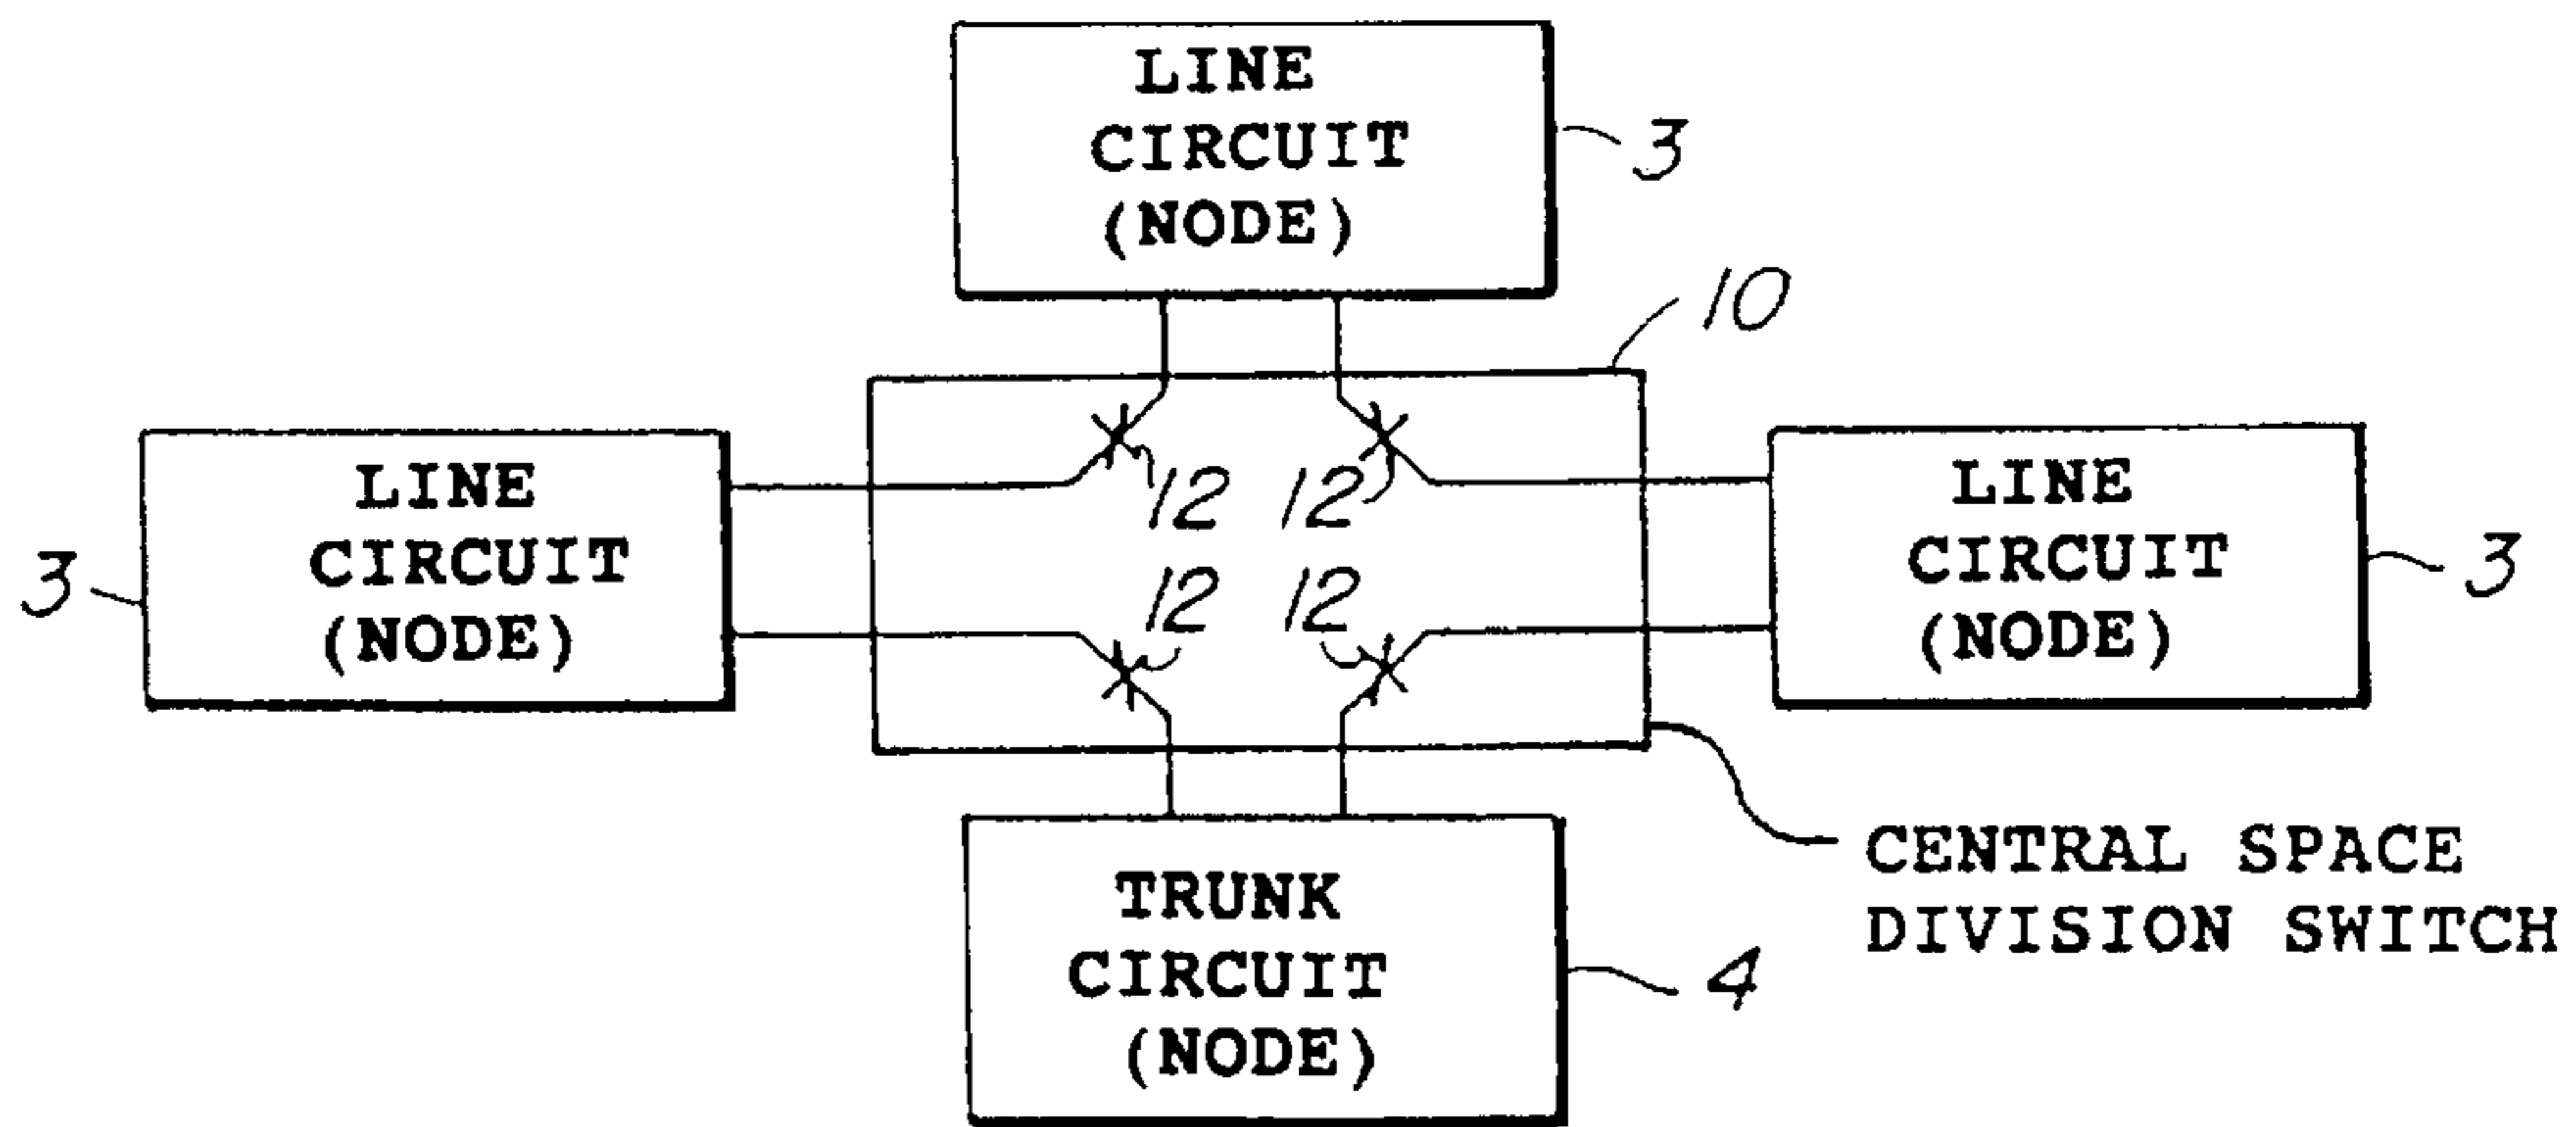 LINE
CIRCUIT
(NODE)
3
10
LINE
CIRCUIT
(NODE)
3
12 12
12 12
LINE
CIRCUIT
(NODE)
3
CENTRAL SPACE
DIVISION SWITCH
TRUNK
CIRCUIT
(NODE)
4